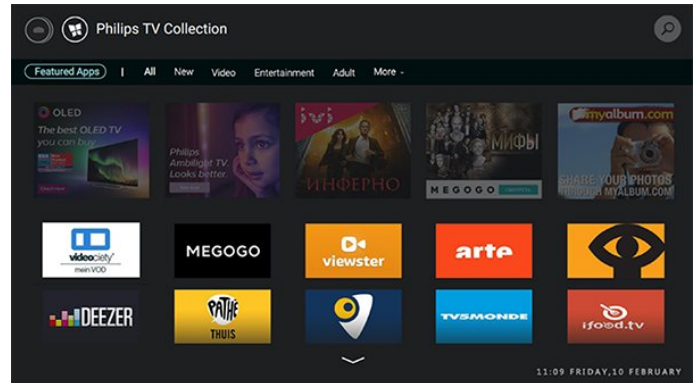 Philips TV Collection
Featured Apps | All New Video Entertainment Adult More
OLED
The best OLED TV
you can buy
Philips
Ambilight TV.
Looks better.
ivi
ИНФЕРНО
МИФЫ
MEGOGO
myalbum.com
SHARE YOUR PHOTOS
THROUGH MYALBUM.COM
videociety
mein VOD
MEGOGO
viewster
arte
DEEZER
PATHÉ
THUIS
TV5MONDE
ifood.tv
11:09 FRIDAY,10 FEBRUARY